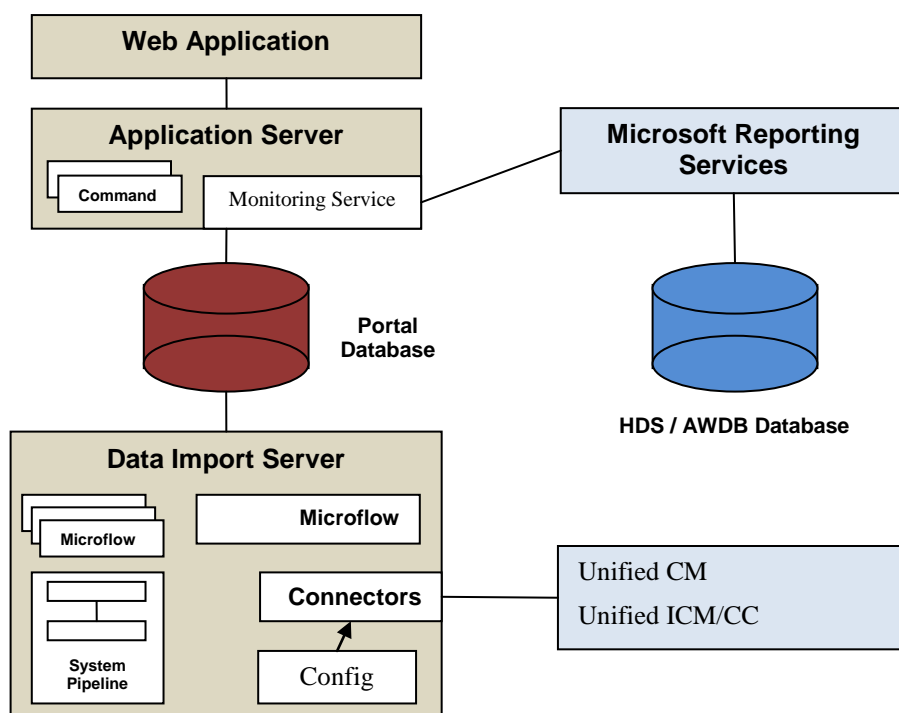 Web Application
Application Server
Command
Monitoring Service
Microsoft Reporting
Services
Portal
Database
HDS / AWDB Database
Data Import Server
Microflow
Microflow
System
Pipeline
Connectors
Config
Unified CM
Unified ICM/CC